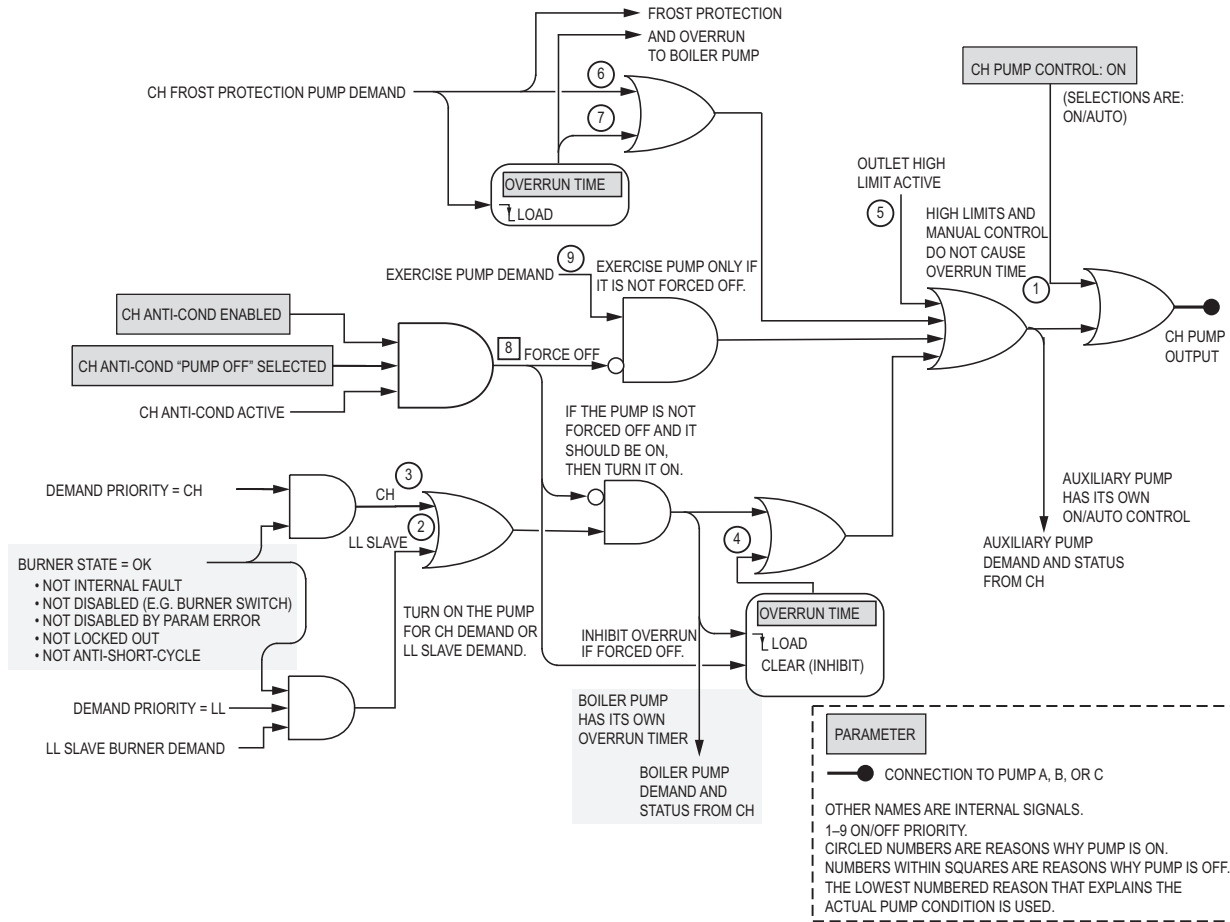 FROST PROTECTION
AND OVERRUN
TO BOILER PUMP
CH PUMP CONTROL: ON
(SELECTIONS ARE:
ON/AUTO)
CH FROST PROTECTION PUMP DEMAND
6
7
OVERRUN TIME
LOAD
OUTLET HIGH
LIMIT ACTIVE
5
HIGH LIMITS AND
MANUAL CONTROL
DO NOT CAUSE
OVERRUN TIME
1
9
EXERCISE PUMP DEMAND
EXERCISE PUMP ONLY IF
IT IS NOT FORCED OFF.
CH ANTI-COND ENABLED
CH ANTI-COND “PUMP OFF” SELECTED
CH ANTI-COND ACTIVE
8
FORCE OFF
CH PUMP
OUTPUT
IF THE PUMP IS NOT
FORCED OFF AND IT
SHOULD BE ON,
THEN TURN IT ON.
DEMAND PRIORITY = CH
3
CH
2
LL SLAVE
4
AUXILIARY PUMP
HAS ITS OWN
ON/AUTO CONTROL
AUXILIARY PUMP
DEMAND AND STATUS
FROM CH
BURNER STATE = OK
• NOT INTERNAL FAULT
• NOT DISABLED (E.G. BURNER SWITCH)
• NOT DISABLED BY PARAM ERROR
• NOT LOCKED OUT
• NOT ANTI-SHORT-CYCLE
TURN ON THE PUMP
FOR CH DEMAND OR
LL SLAVE DEMAND.
INHIBIT OVERRUN
IF FORCED OFF.
OVERRUN TIME
LOAD
CLEAR (INHIBIT)
DEMAND PRIORITY = LL
LL SLAVE BURNER DEMAND
BOILER PUMP
HAS ITS OWN
OVERRUN TIMER
BOILER PUMP
DEMAND AND
STATUS FROM CH
PARAMETER
CONNECTION TO PUMP A, B, OR C
OTHER NAMES ARE INTERNAL SIGNALS.
1–9 ON/OFF PRIORITY.
CIRCLED NUMBERS ARE REASONS WHY PUMP IS ON.
NUMBERS WITHIN SQUARES ARE REASONS WHY PUMP IS OFF.
THE LOWEST NUMBERED REASON THAT EXPLAINS THE
ACTUAL PUMP CONDITION IS USED.